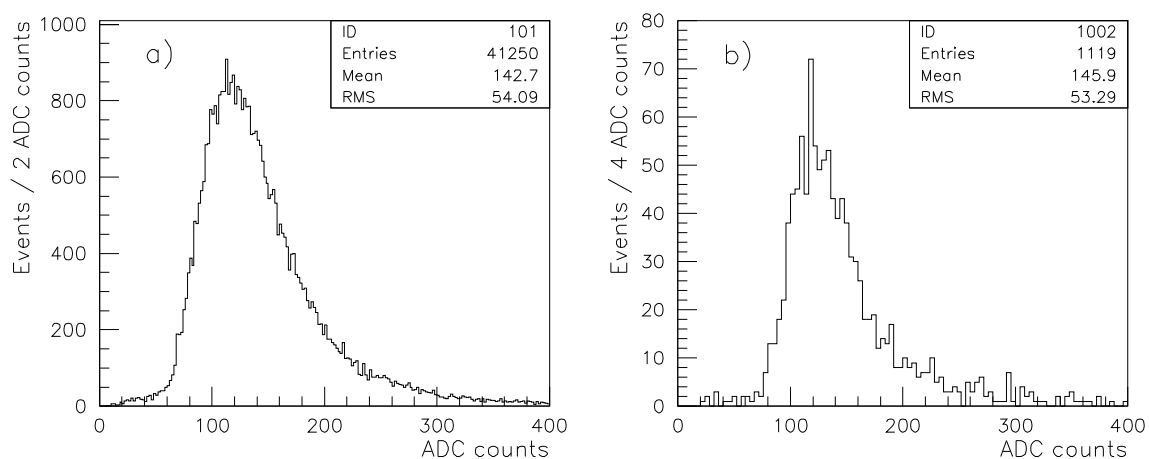 Events / 2 ADC counts
1000
800
600
400
200
0
a)
ID 101
Entries 41250
Mean 142.7
RMS 54.09
0 100 200 300 400
ADC counts
Events / 4 ADC counts
80
70
60
50
40
30
20
10
0
b)
ID 1002
Entries 1119
Mean 145.9
RMS 53.29
0 100 200 300 400
ADC counts